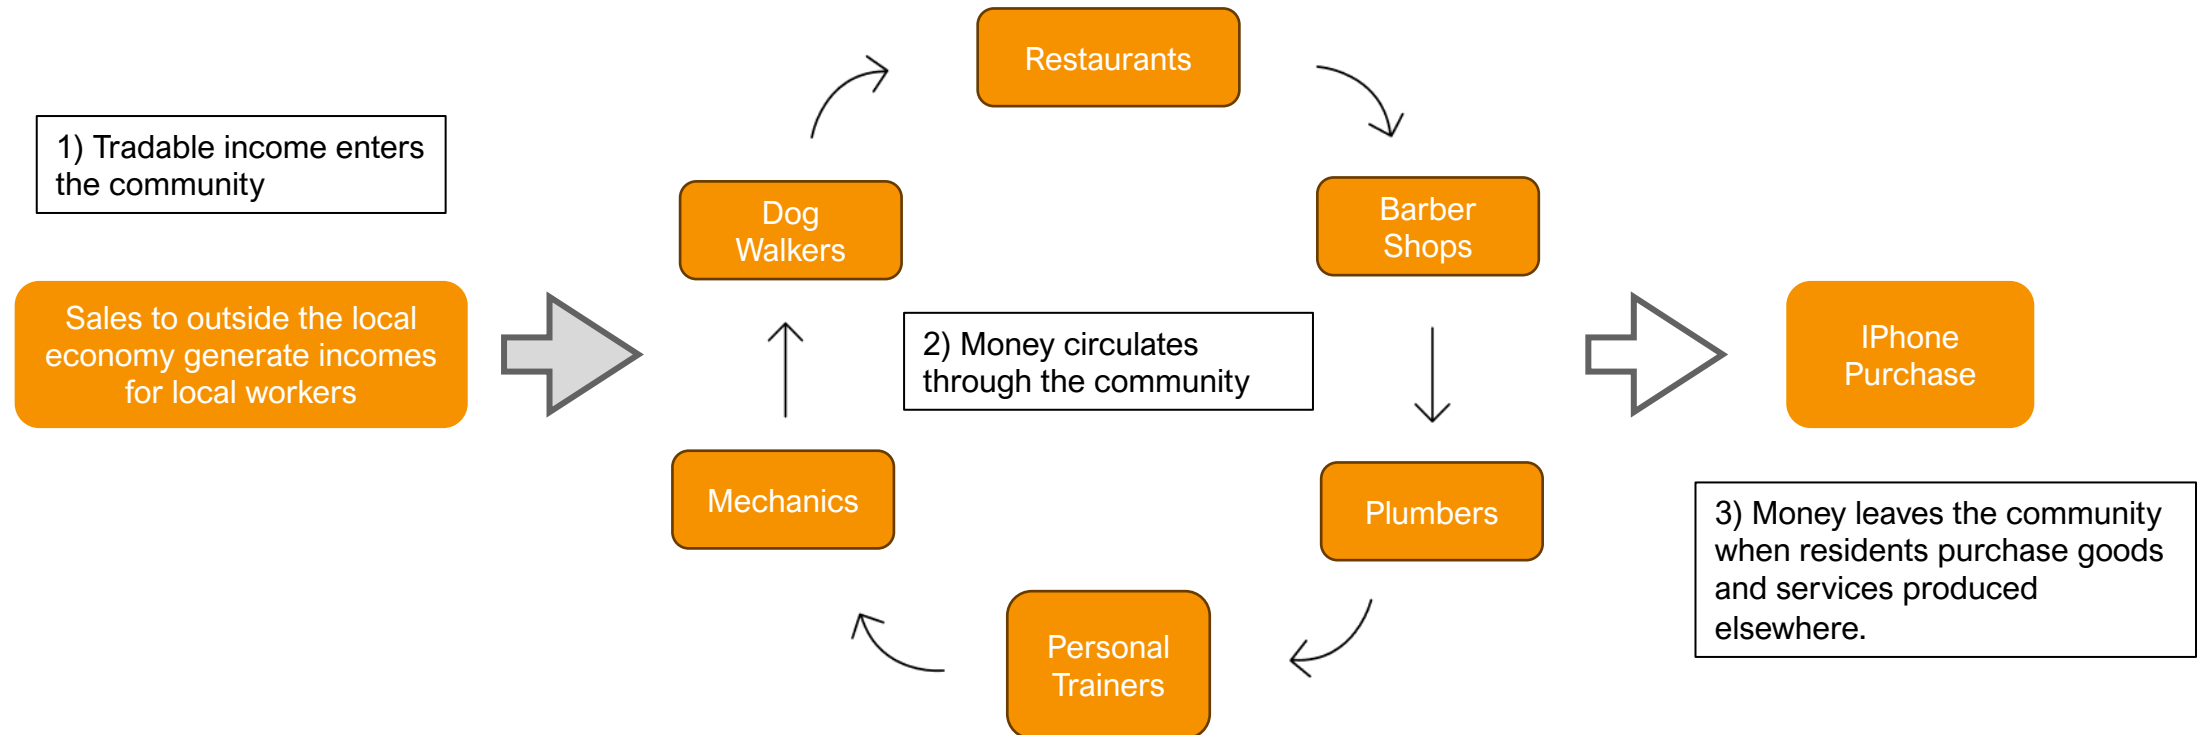 1) Tradable income enters
the community
Sales to outside the local
economy generate incomes
for local workers
Restaurants
Dog
Walkers
Barber
Shops
2) Money circulates
through the community
Mechanics
Plumbers
Personal
Trainers
IPhone
Purchase
3) Money leaves the community
when residents purchase goods
and services produced
elsewhere.